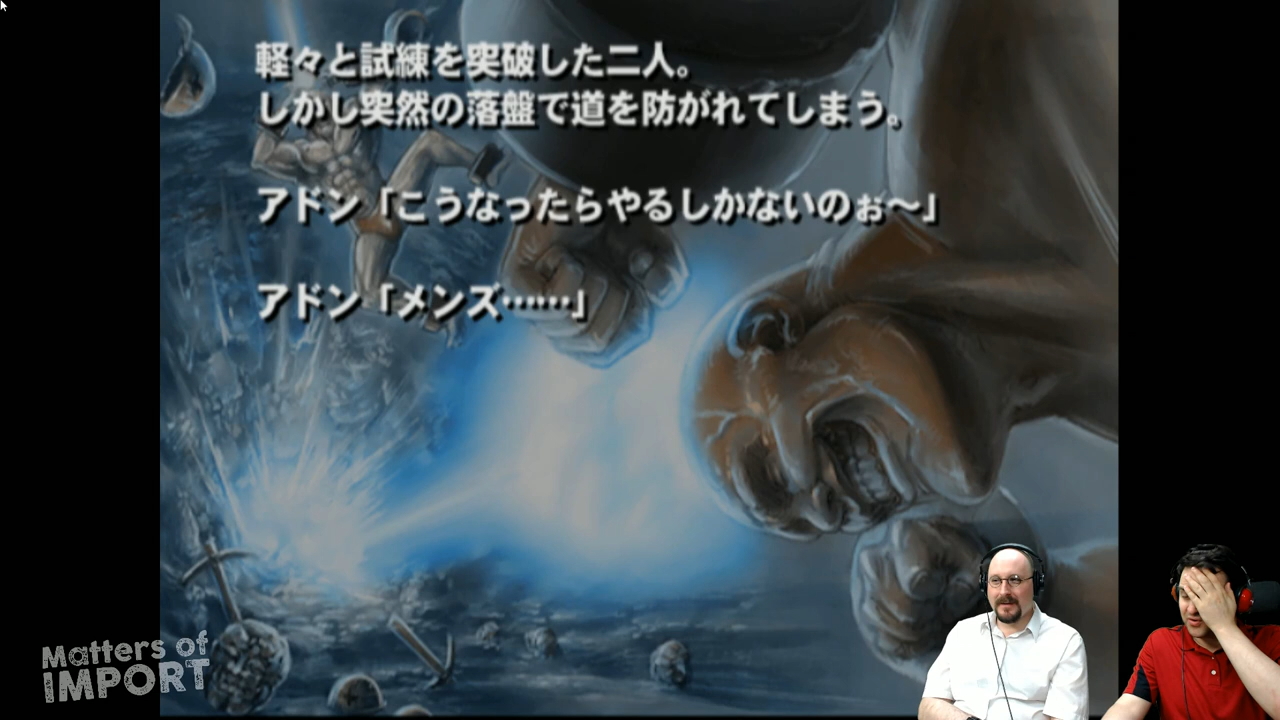 軽々と試練を突破した二人。
しかし突然の落盤で道を防がれてしまう。
アドン「こうなったらやるしかないのぉ～」
アドン「メンズ……」
Matters of
IMPORT